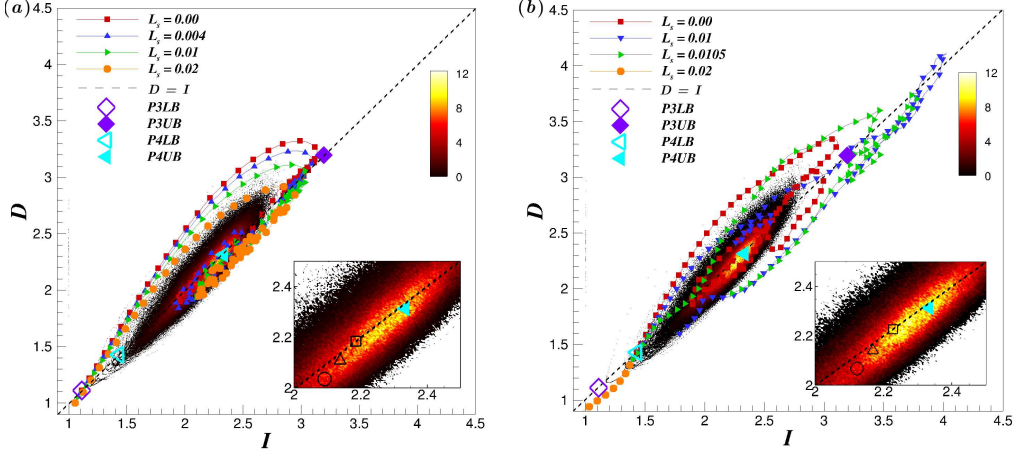 (a)
D
4.5
4
3.5
3
2.5
2
1.5
1
L_s = 0.00
L_s = 0.004
L_s = 0.01
L_s = 0.02
D = I
P3LB
P3UB
P4LB
P4UB
12
8
4
0
2.4
2.2
2
2 2.2 2.4
1 1.5 2 2.5 3 3.5 4 4.5
I
(b)
D
4.5
4
3.5
3
2.5
2
1.5
1
L_s = 0.00
L_s = 0.01
L_s = 0.0105
L_s = 0.02
D = I
P3LB
P3UB
P4LB
P4UB
12
8
4
0
2.4
2.2
2
2 2.2 2.4
1 1.5 2 2.5 3 3.5 4 4.5
I